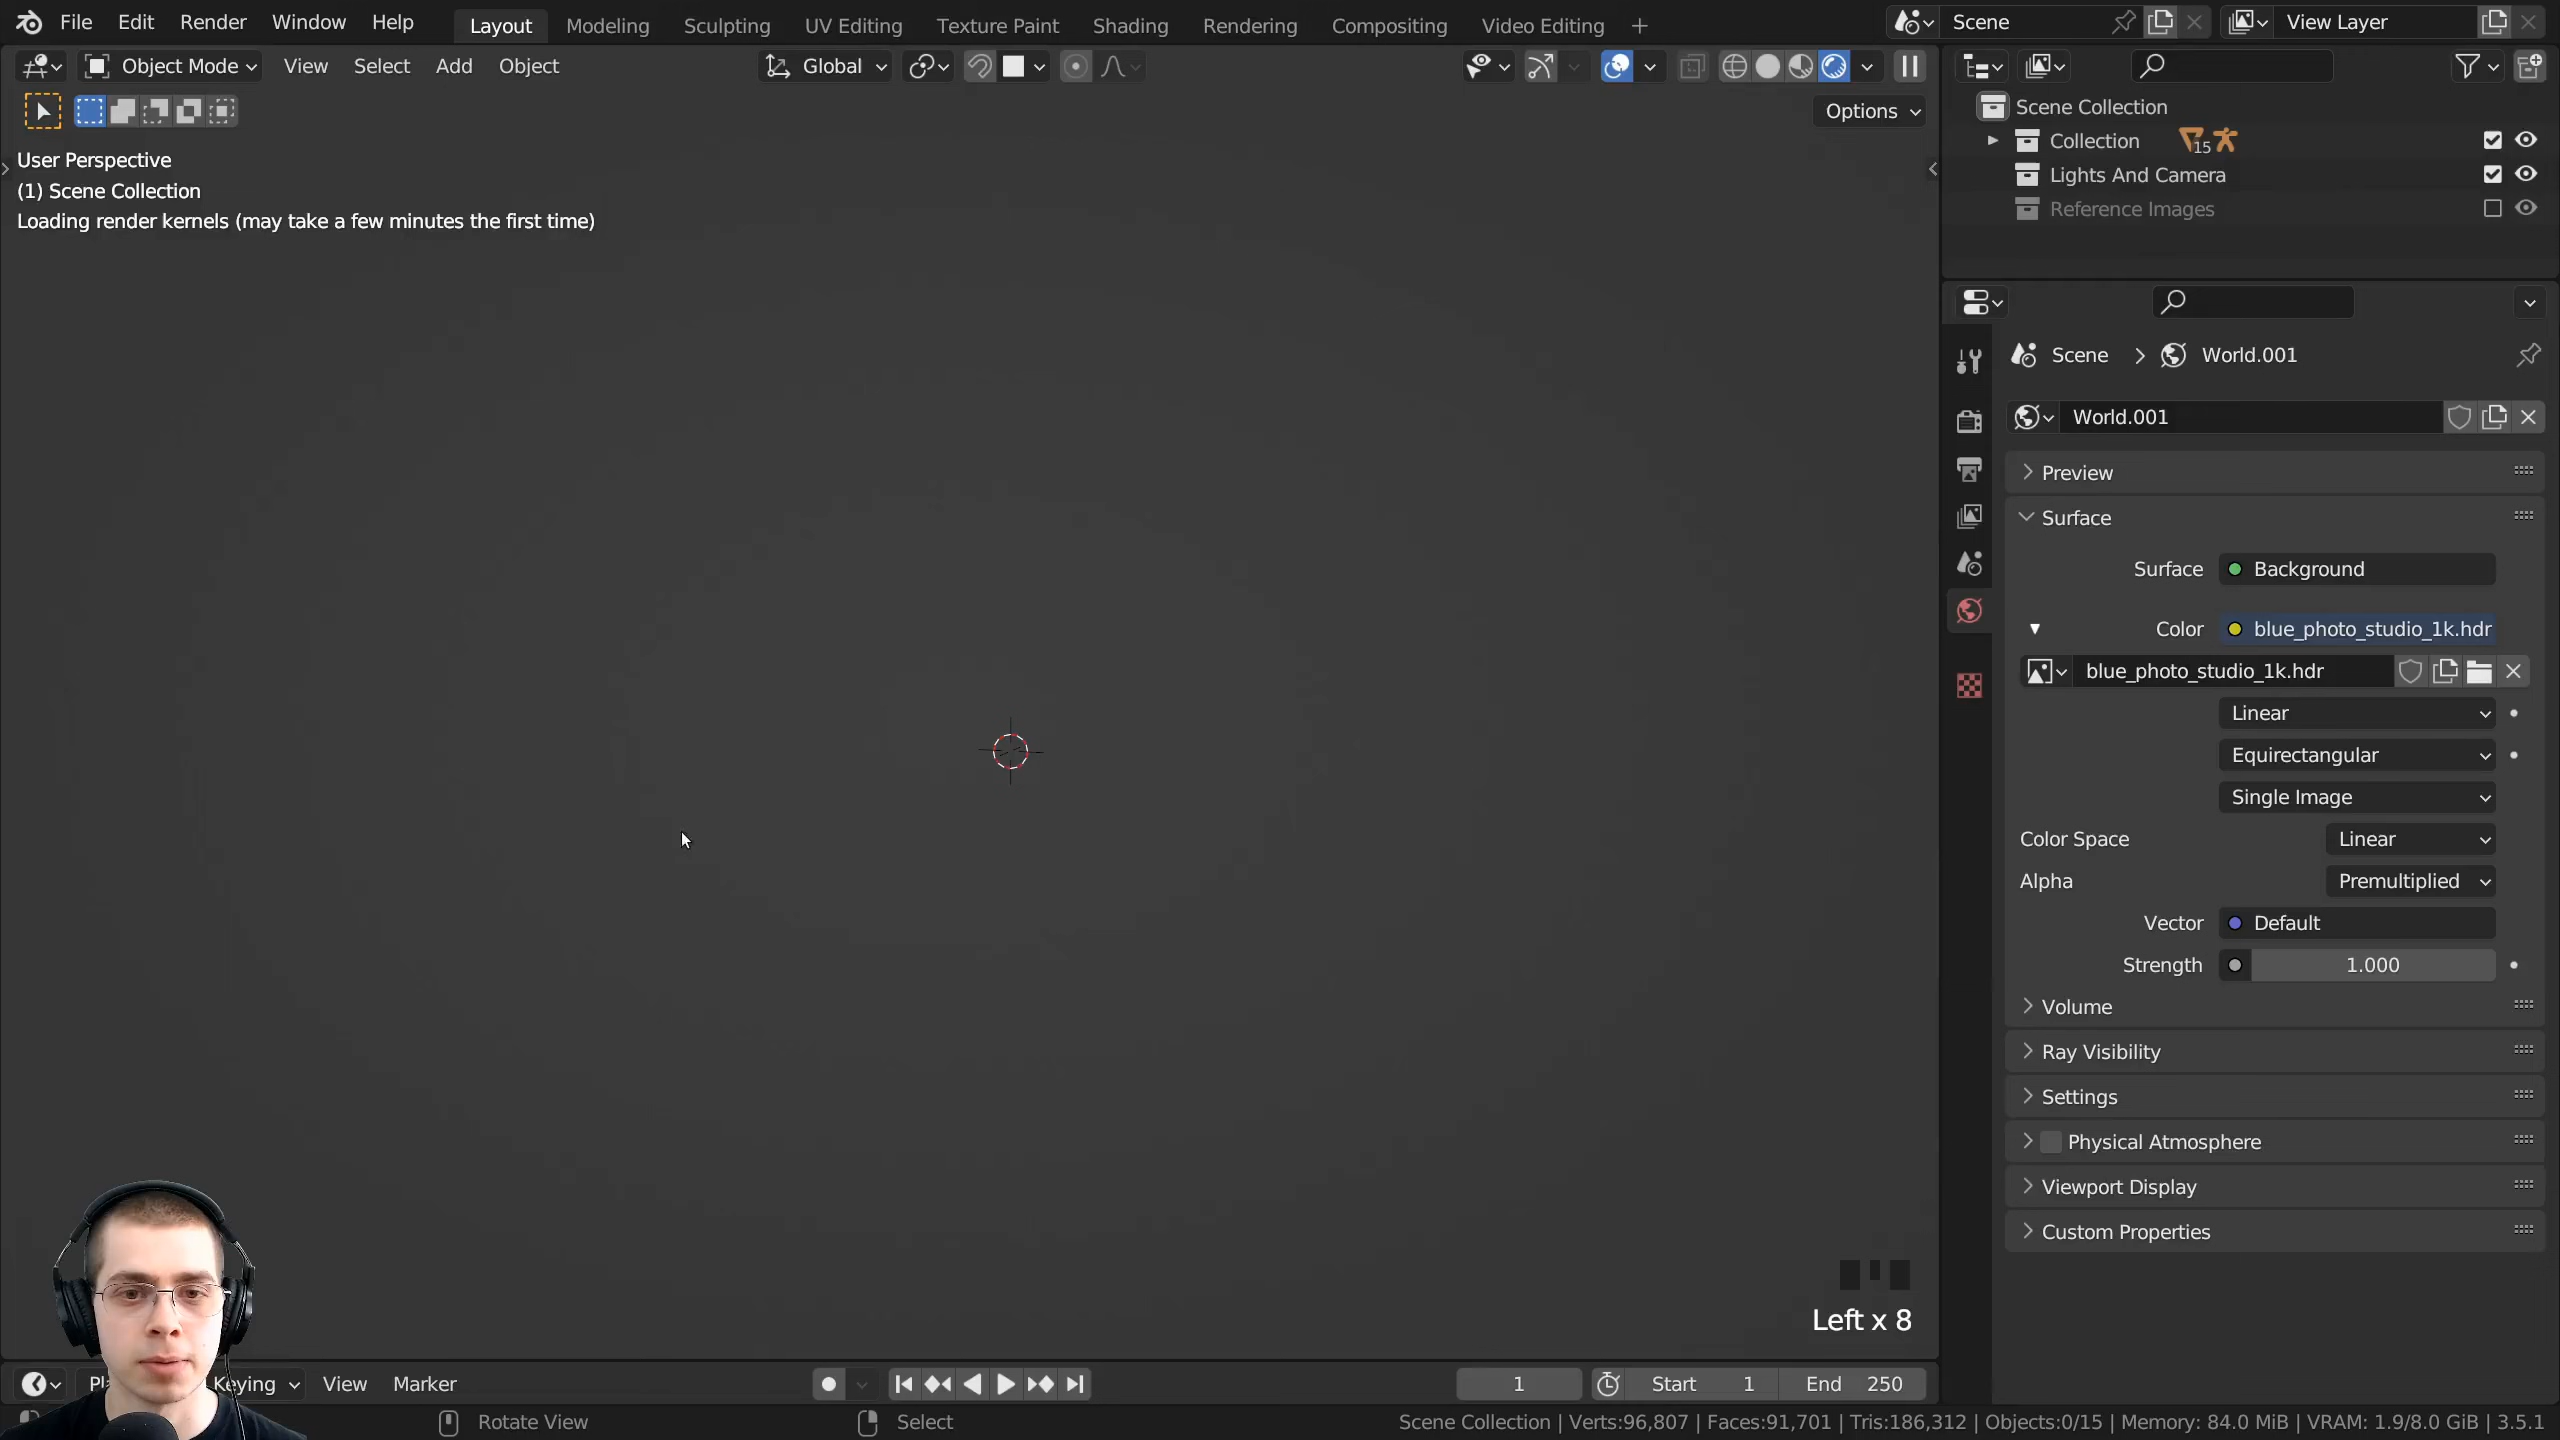 File Edit Render Window Help Layout Modeling Sculpting UV Editing Texture Paint Shading Rendering Compositing Video Editing + Scene View Layer
Object Mode View Select Add Object Global
Options
User Perspective
(1) Scene Collection
Loading render kernels (may take a few minutes the first time)
Scene Collection
Collection 15
Lights And Camera
Reference Images
Scene > World.001
World.001
Preview
Surface
Surface Background
Color blue_photo_studio_1k.hdr
blue_photo_studio_1k.hdr
Linear
Equirectangular
Single Image
Color Space Linear
Alpha Premultiplied
Vector Default
Strength 1.000
Volume
Ray Visibility
Settings
Physical Atmosphere
Viewport Display
Custom Properties
Left x 8
Keying View Marker 1 Start 1 End 250
Rotate View Select Scene Collection | Verts:96,807 | Faces:91,701 | Tris:186,312 | Objects:0/15 | Memory: 84.0 MiB | VRAM: 1.9/8.0 GiB | 3.5.1